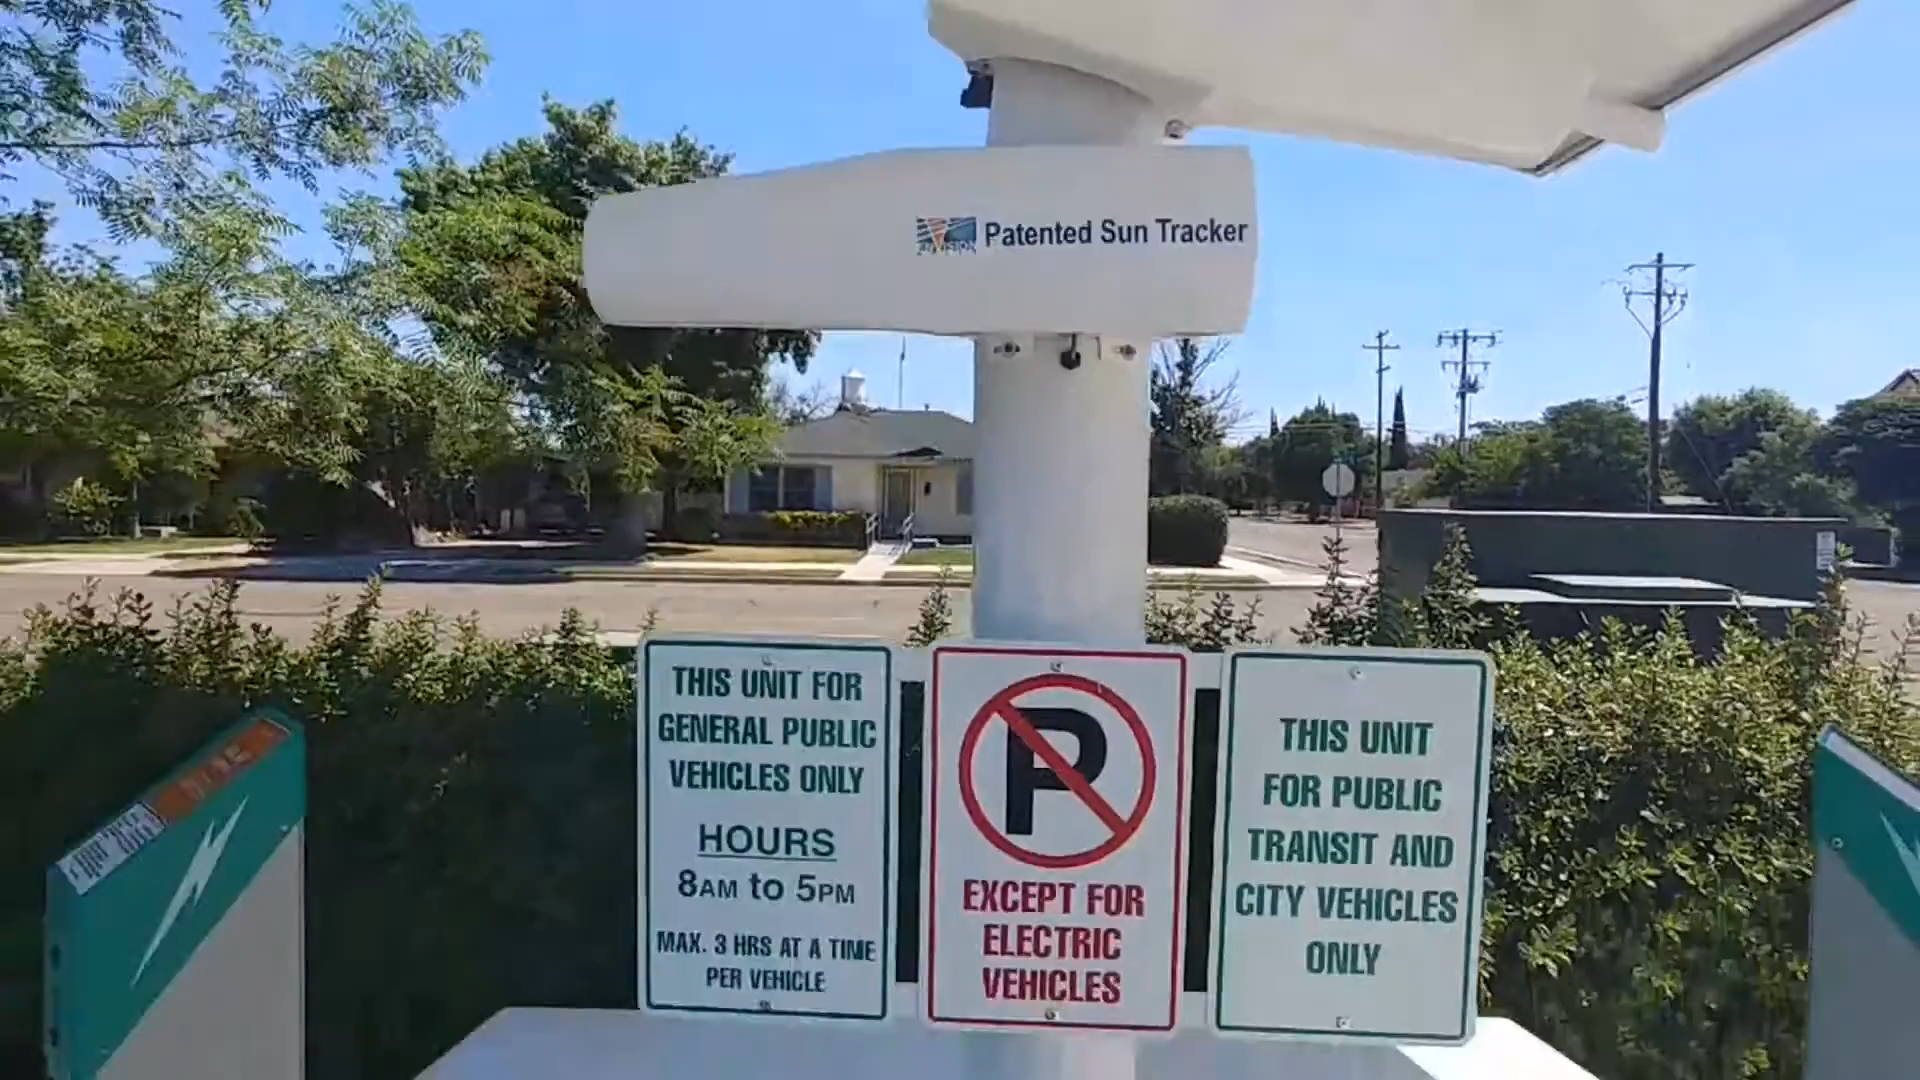 Patented Sun Tracker
THIS UNIT FOR
GENERAL PUBLIC
VEHICLES ONLY
HOURS
8AM to 5PM
MAX. 3 HRS AT A TIME
PER VEHICLE
P
EXCEPT FOR
ELECTRIC
VEHICLES
THIS UNIT
FOR PUBLIC
TRANSIT AND
CITY VEHICLES
ONLY